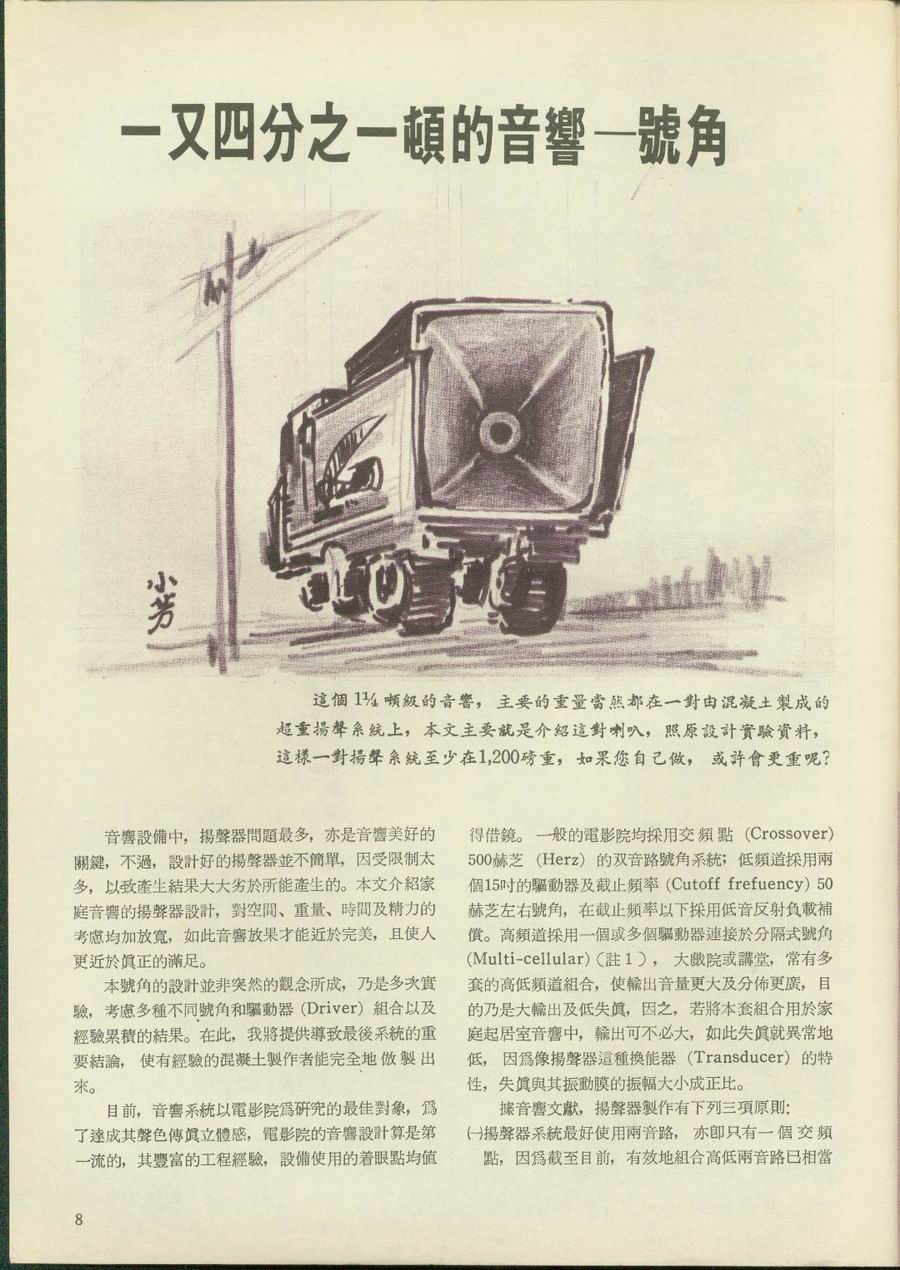 一又四分之一頓的音響—號角
小芳
這個1¼噸級的音響，主要的重量當然都在一對由混凝土製成的
超重揚聲系統上，本文主要就是介紹這對喇叭，照原設計實驗資料，
這樣一對揚聲系統至少在1,200磅重，如果您自己做，或許會更重呢?
音響設備中，揚聲器問題最多，亦是音響美好的
關鍵，不過，設計好的揚聲器並不簡單，因受限制太
多，以致產生結果大大劣於所能產生的。本文介紹家
庭音響的揚聲器設計，對空間、重量、時間及精力的
考慮均加放寬，如此音響放果才能近於完美，且使人
更近於眞正的滿足。
本號角的設計並非突然的觀念所成，乃是多次實
驗，考慮多種不同號角和驅動器（Driver）組合以及
經驗累積的結果。在此，我將提供導致最後系統的重
要結論，使有經驗的混凝土製作者能完全地倣製出
來。
目前，音響系統以電影院爲研究的最佳對象，爲
了達成其聲色傳眞立體感，電影院的音響設計算是第
一流的，其豐富的工程經驗，設備使用的着眼點均値
得借鏡。一般的電影院均採用交頻點（Crossover）
500赫芝（Herz）的双音路號角系統；低頻道採用兩
個15吋的驅動器及截止頻率（Cutoff frefuency）50
赫芝左右號角，在截止頻率以下採用低音反射負載補
償。高頻道採用一個或多個驅動器連接於分隔式號角
(Multi-cellular)（註1），大戲院或講堂，常有多
套的高低頻道組合，使輸出音量更大及分佈更廣，目
的乃是大輸出及低失眞，因之，若將本套組合用於家
庭起居室音響中，輸出可不必大，如此失眞就異常地
低，因爲像揚聲器這種換能器（Transducer）的特
性，失眞與其振動膜的振幅大小成正比。
據音響文獻，揚聲器製作有下列三項原則：
㈠揚聲器系統最好使用兩音路，亦卽只有一個交頻
點，因爲截至目前，有效地組合高低兩音路已相當
8